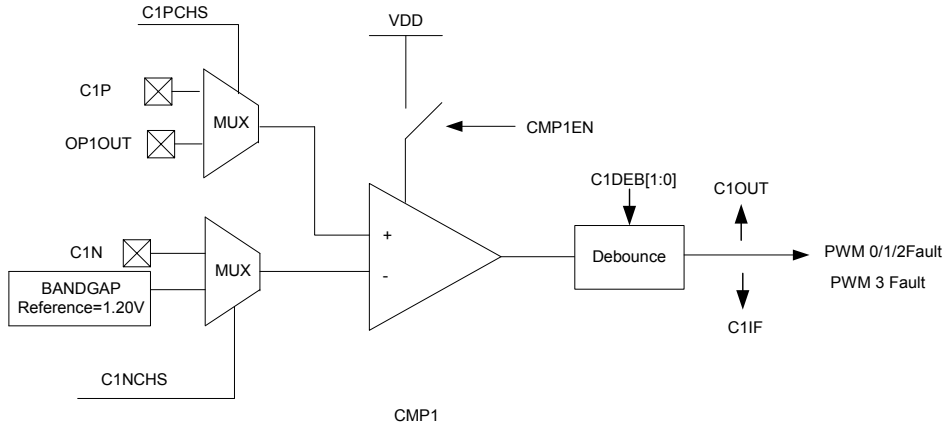 C1PCHS
VDD
C1P
MUX
OP1OUT
CMP1EN
C1DEB[1:0]
C1OUT
+
C1N
MUX
-
Debounce
PWM 0/1/2Fault
BANDGAP
Reference=1.20V
PWM 3 Fault
C1IF
C1NCHS
CMP1